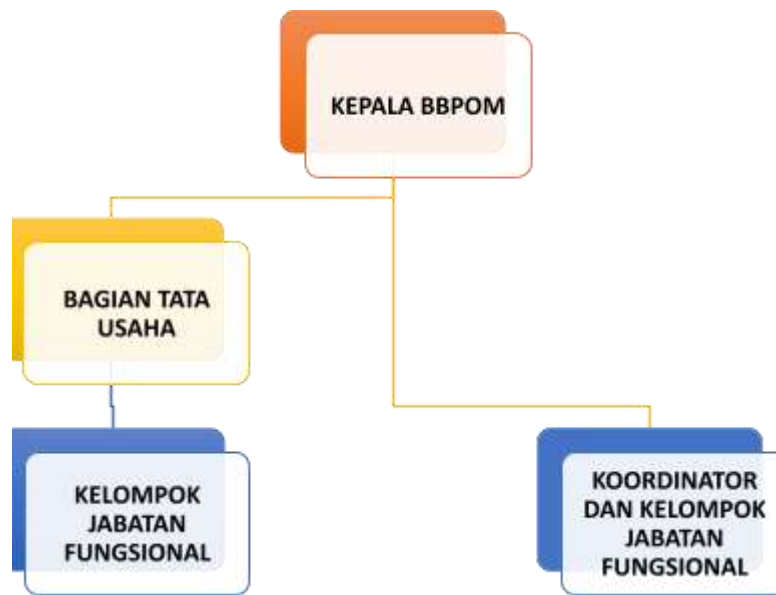 KEPALA BBPOM
BAGIAN TATA
USAHA
KELOMPOK
JABATAN
FUNGSIONAL
KOORDINATOR
DAN KELOMPOK
JABATAN
FUNGSIONAL